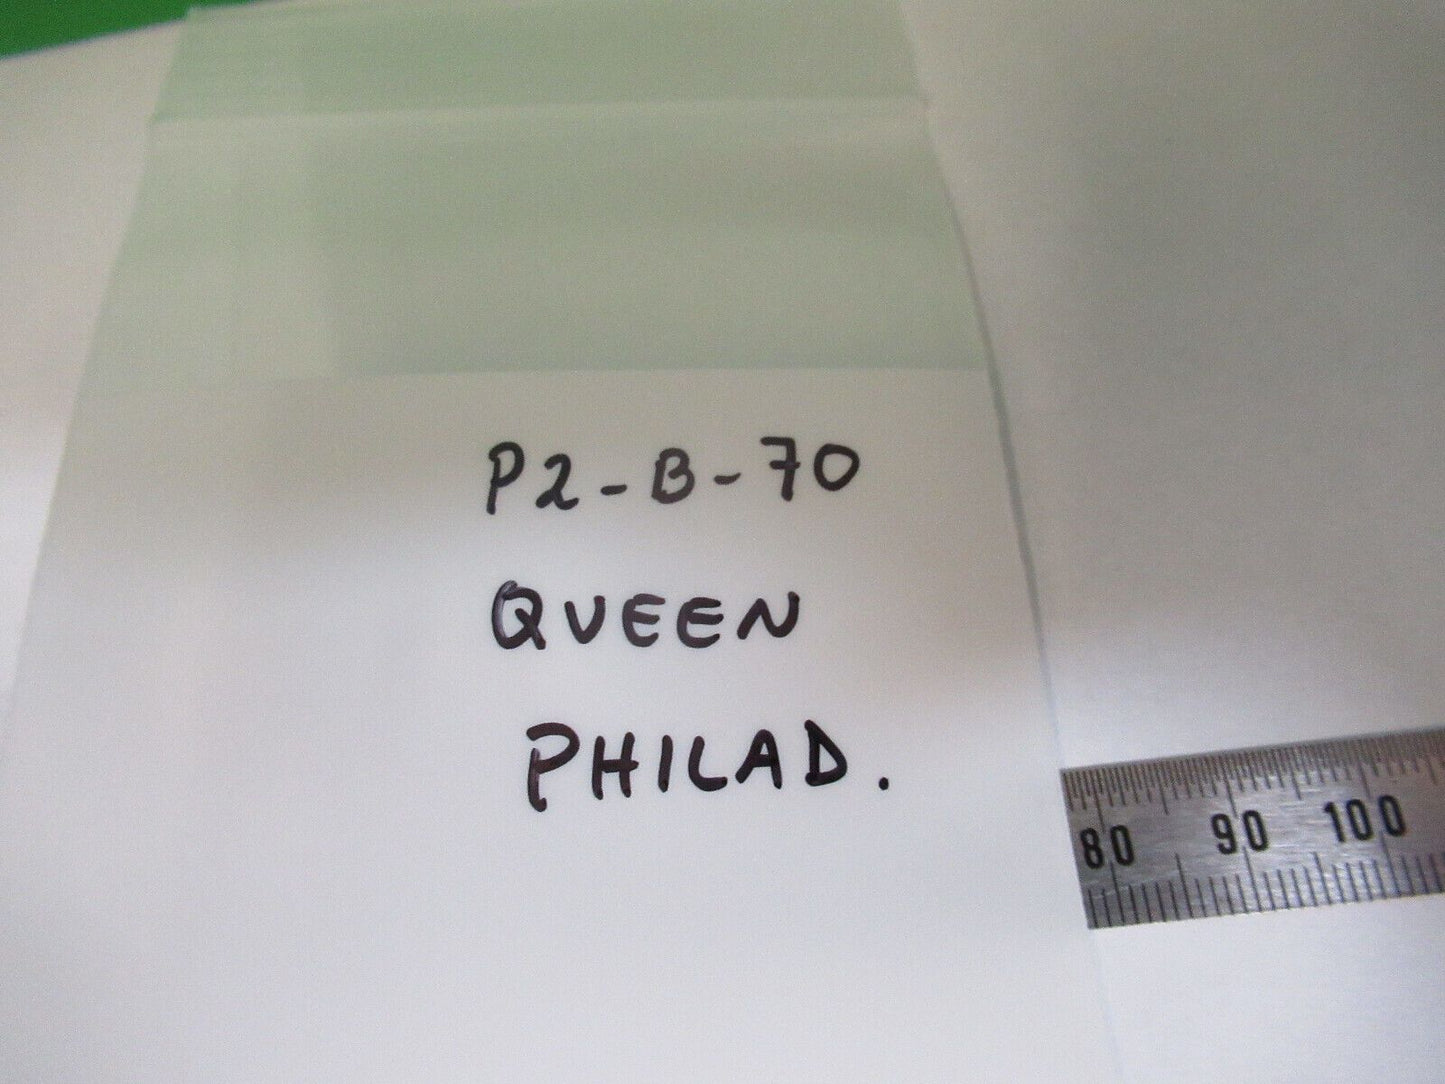 P2-B-70
QUEEN
PHILAD.
80 90 100